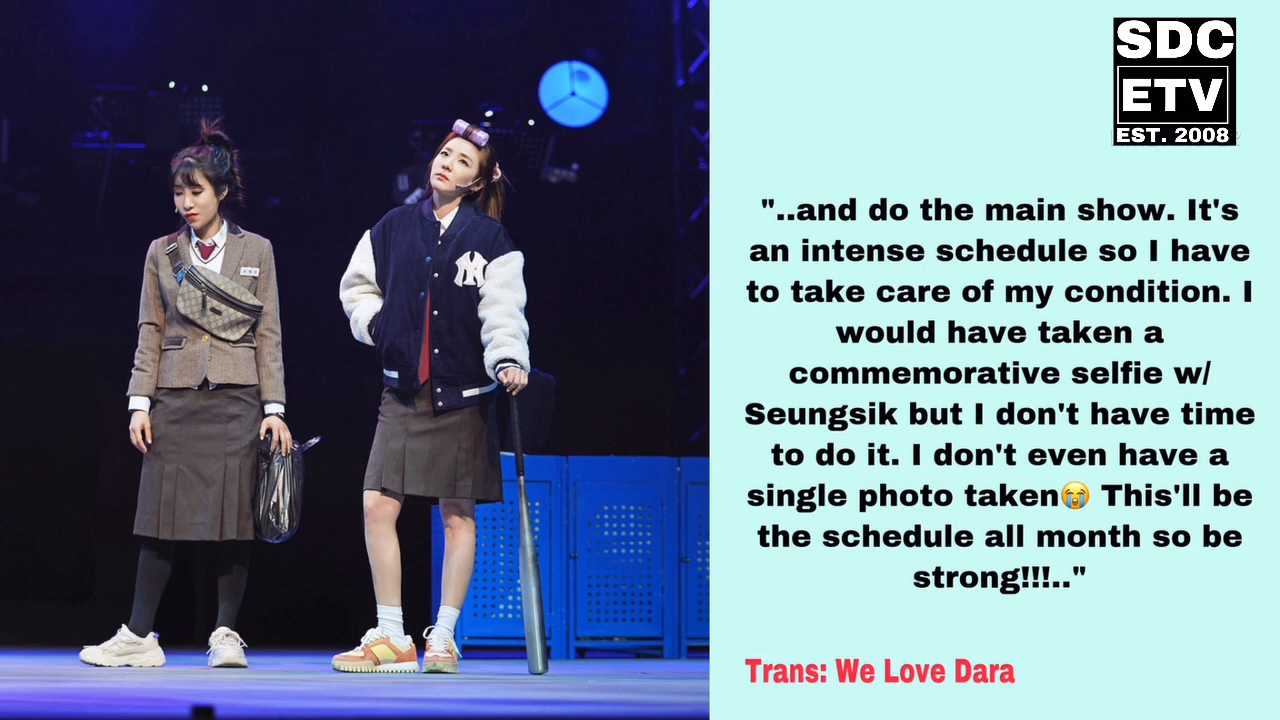 SDC
ETV
EST. 2008
"..and do the main show. It's
an intense schedule so I have
to take care of my condition. I
would have taken a
commemorative selfie w/
Seungsik but I don't have time
to do it. I don't even have a
single photo taken😭 This'll be
the schedule all month so be
strong!!!.."
Trans: We Love Dara
NY